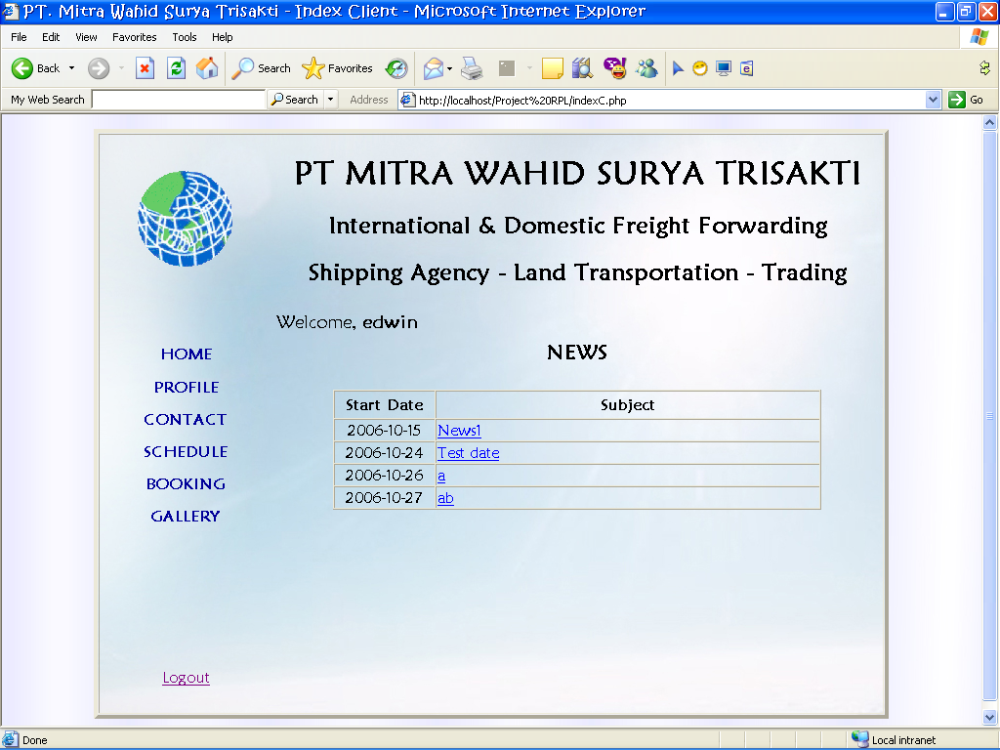 PT. Mitra Wahid Surya Trisakti - Index Client - Microsoft Internet Explorer
File Edit View Favorites Tools Help
Back Search Favorites
My Web Search Search Address http://localhost/Project%20RPL/indexC.php Go
PT MITRA WAHID SURYA TRISAKTI
International & Domestic Freight Forwarding
Shipping Agency - Land Transportation - Trading
Welcome, edwin
HOME
PROFILE
CONTACT
SCHEDULE
BOOKING
GALLERY
Logout
NEWS
Start Date Subject
2006-10-15 News1
2006-10-24 Test date
2006-10-26 a
2006-10-27 ab
Done Local intranet